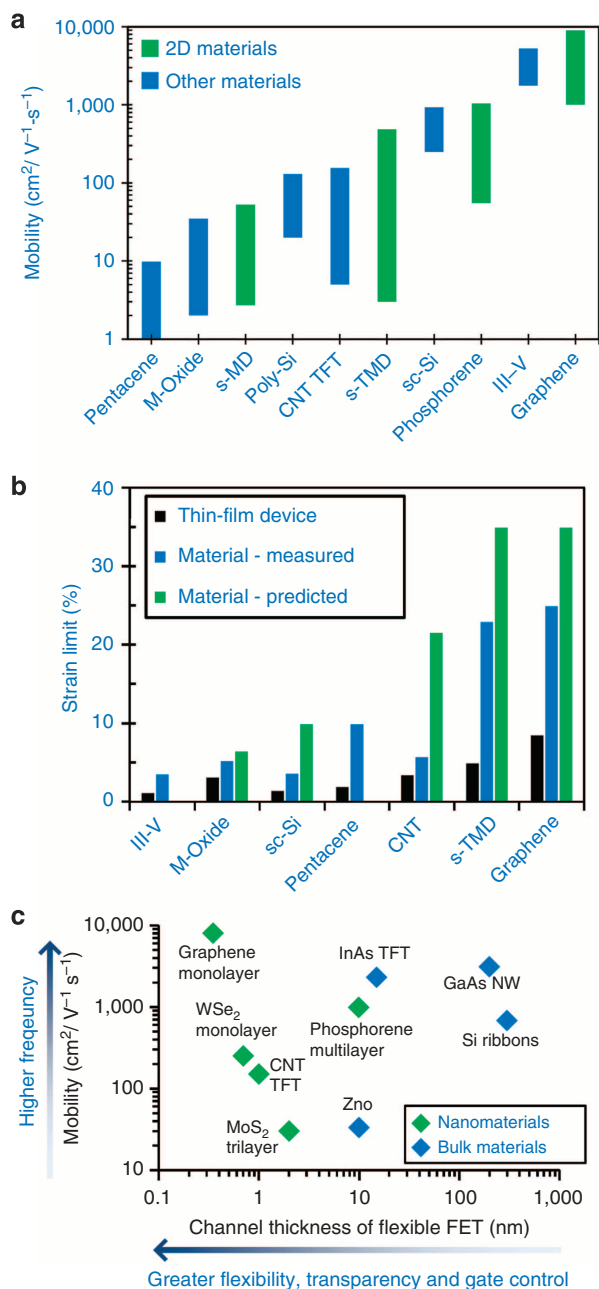 a
10,000
1,000
100
10
1
Mobility (cm²/ V⁻¹-s⁻¹)
2D materials
Other materials
Pentacene
M-Oxide
s-MD
Poly-Si
CNT TFT
s-TMD
sc-Si
Phosphorene
III–V
Graphene
b
40
30
20
10
0
Strain limit (%)
Thin-film device
Material - measured
Material - predicted
III-V
M-Oxide
sc-Si
Pentacene
CNT
s-TMD
Graphene
c
Higher freqeuncy
Mobility (cm²/ V⁻¹ s⁻¹)
10,000
1,000
100
10
Graphene
monolayer
InAs TFT
GaAs NW
WSe₂
monolayer
Phosphorene
multilayer
Si ribbons
CNT
TFT
MoS₂
trilayer
Zno
Nanomaterials
Bulk materials
0.1
1
10
100
1,000
Channel thickness of flexible FET (nm)
Greater flexibility, transparency and gate control